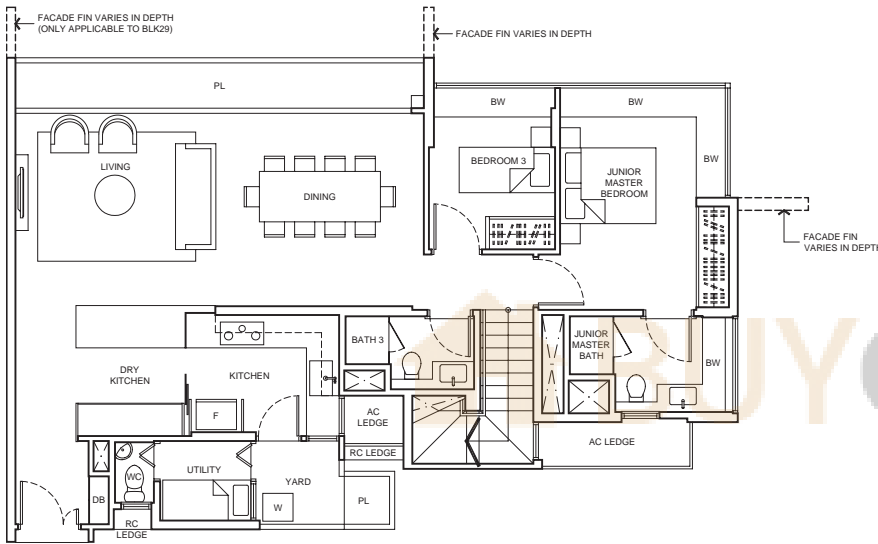 FACADE FIN VARIES IN DEPTH
(ONLY APPLICABLE TO BLK29)
FACADE FIN VARIES IN DEPTH
PL
BW
BW
BW
LIVING
DINING
BEDROOM 3
JUNIOR
MASTER
BEDROOM
FACADE FIN
VARIES IN DEPTH
DRY
KITCHEN
KITCHEN
F
BATH 3
JUNIOR
MASTER
BATH
BW
AC
LEDGE
RC LEDGE
AC LEDGE
WC
UTILITY
YARD
W
PL
DB
RC
LEDGE
BUY